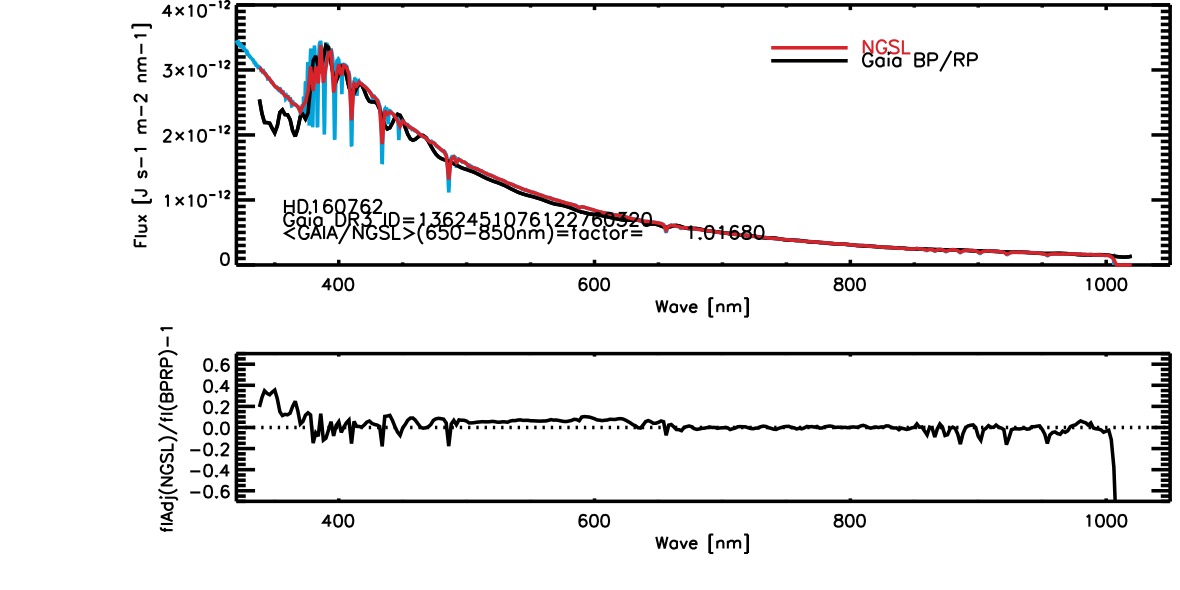 4×10−12
3×10−12
2×10−12
1×10−12
0
Flux [J s−1 m−2 nm−1]
NGSL
Gaia BP/RP
HD160762
Gaia DR3 ID=1362451076122760320
<GAIA/NGSL>(650−850nm)=factor= 1.01680
400 600 800 1000
Wave [nm]
flAdj(NGSL)/fl(BPRP)−1
0.6
0.4
0.2
0.0
−0.2
−0.4
−0.6
400 600 800 1000
Wave [nm]